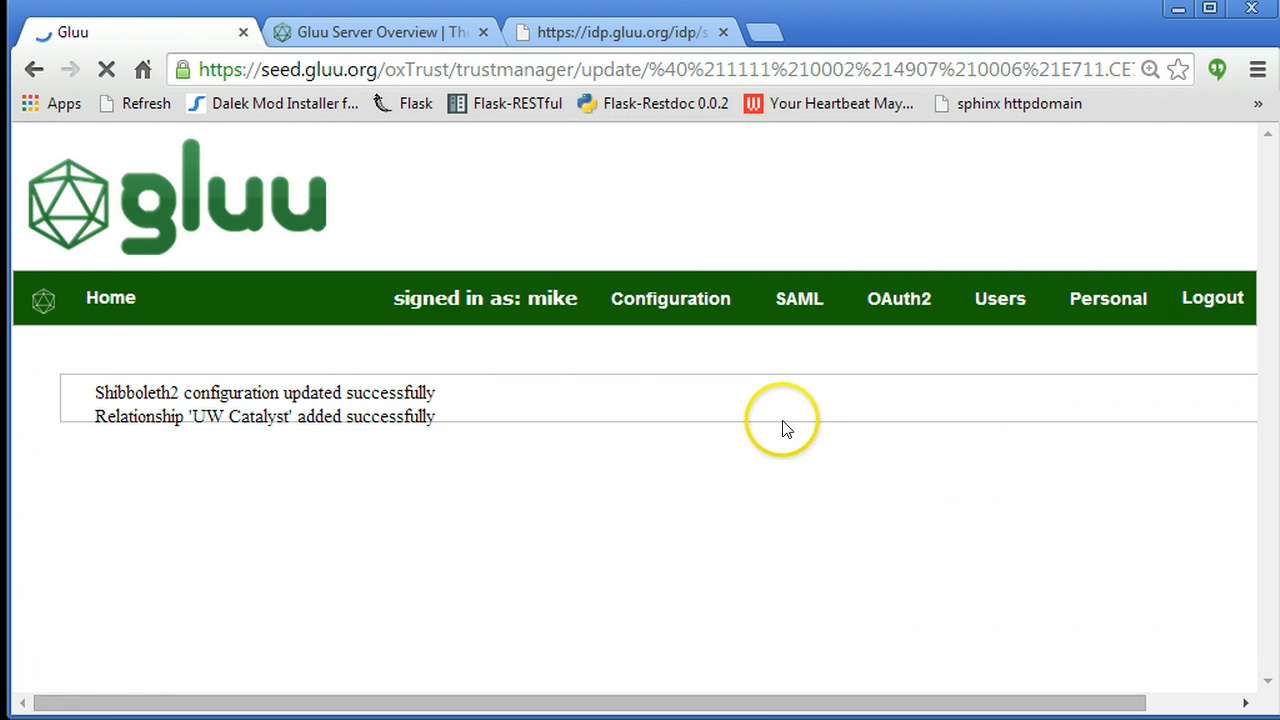 Gluu
Gluu Server Overview | The
https://idp.gluu.org/idp/s
https://seed.gluu.org/oxTrust/trustmanager/update/%40%211111%210002%214907%210006%21E711.CE
Apps
Refresh
Dalek Mod Installer f...
Flask
Flask-RESTful
Flask-Restdoc 0.0.2
Your Heartbeat May...
sphinx httpdomain
»
gluu
Home
signed in as: mike
Configuration
SAML
OAuth2
Users
Personal
Logout
Shibboleth2 configuration updated successfully
Relationship 'UW Catalyst' added successfully